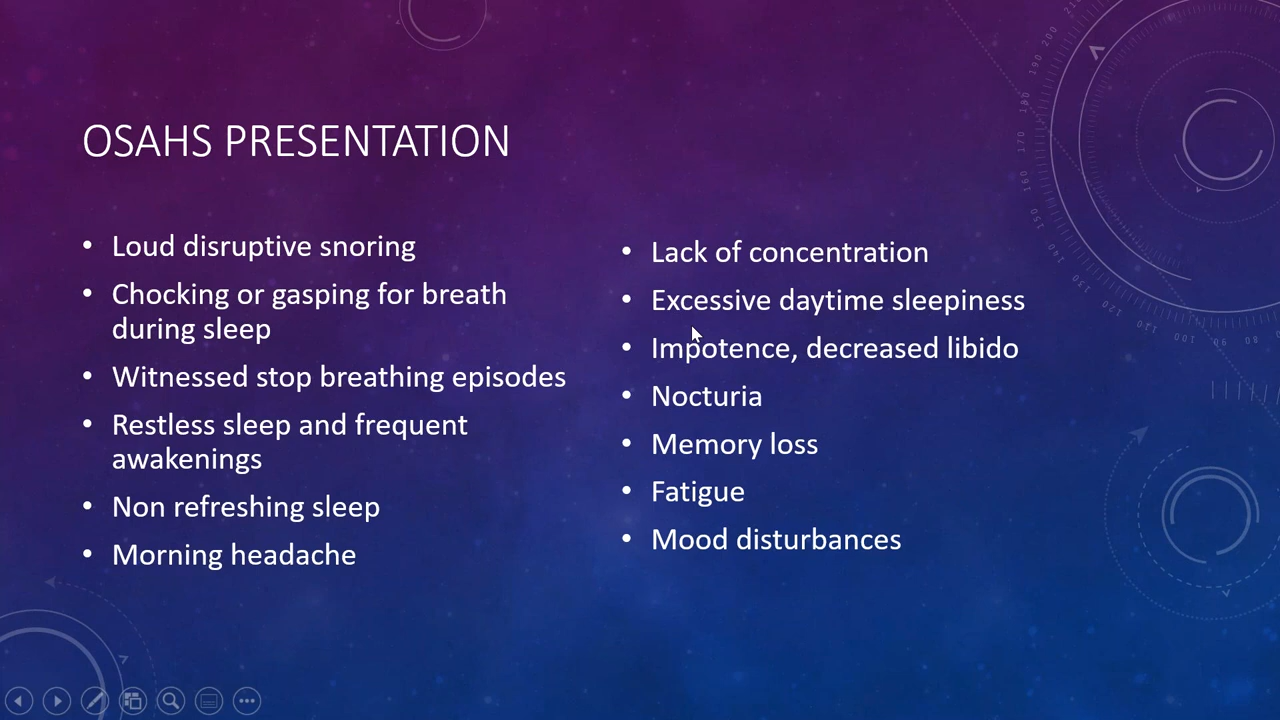 OSAHS PRESENTATION
• Loud disruptive snoring
• Chocking or gasping for breath
during sleep
• Witnessed stop breathing episodes
• Restless sleep and frequent
awakenings
• Non refreshing sleep
• Morning headache
• Lack of concentration
• Excessive daytime sleepiness
• Impotence, decreased libido
• Nocturia
• Memory loss
• Fatigue
• Mood disturbances